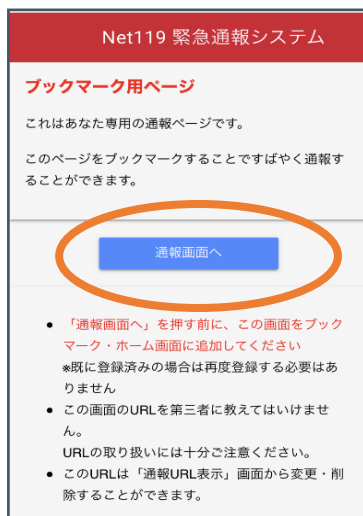 Net119 緊急通報システム
ブックマーク用ページ
これはあなた専用の通報ページです。
このページをブックマークすることですばやく通報す
ることができます。
通報画面へ
● 「通報画面へ」を押す前に、この画面をブック
マーク・ホーム画面に追加してください
※既に登録済みの場合は再度登録する必要はあ
りません
● この画面のURLを第三者に教えてはいけませ
ん。
URLの取り扱いには十分ご注意ください。
● このURLは「通報URL表示」画面から変更・削
除することができます。